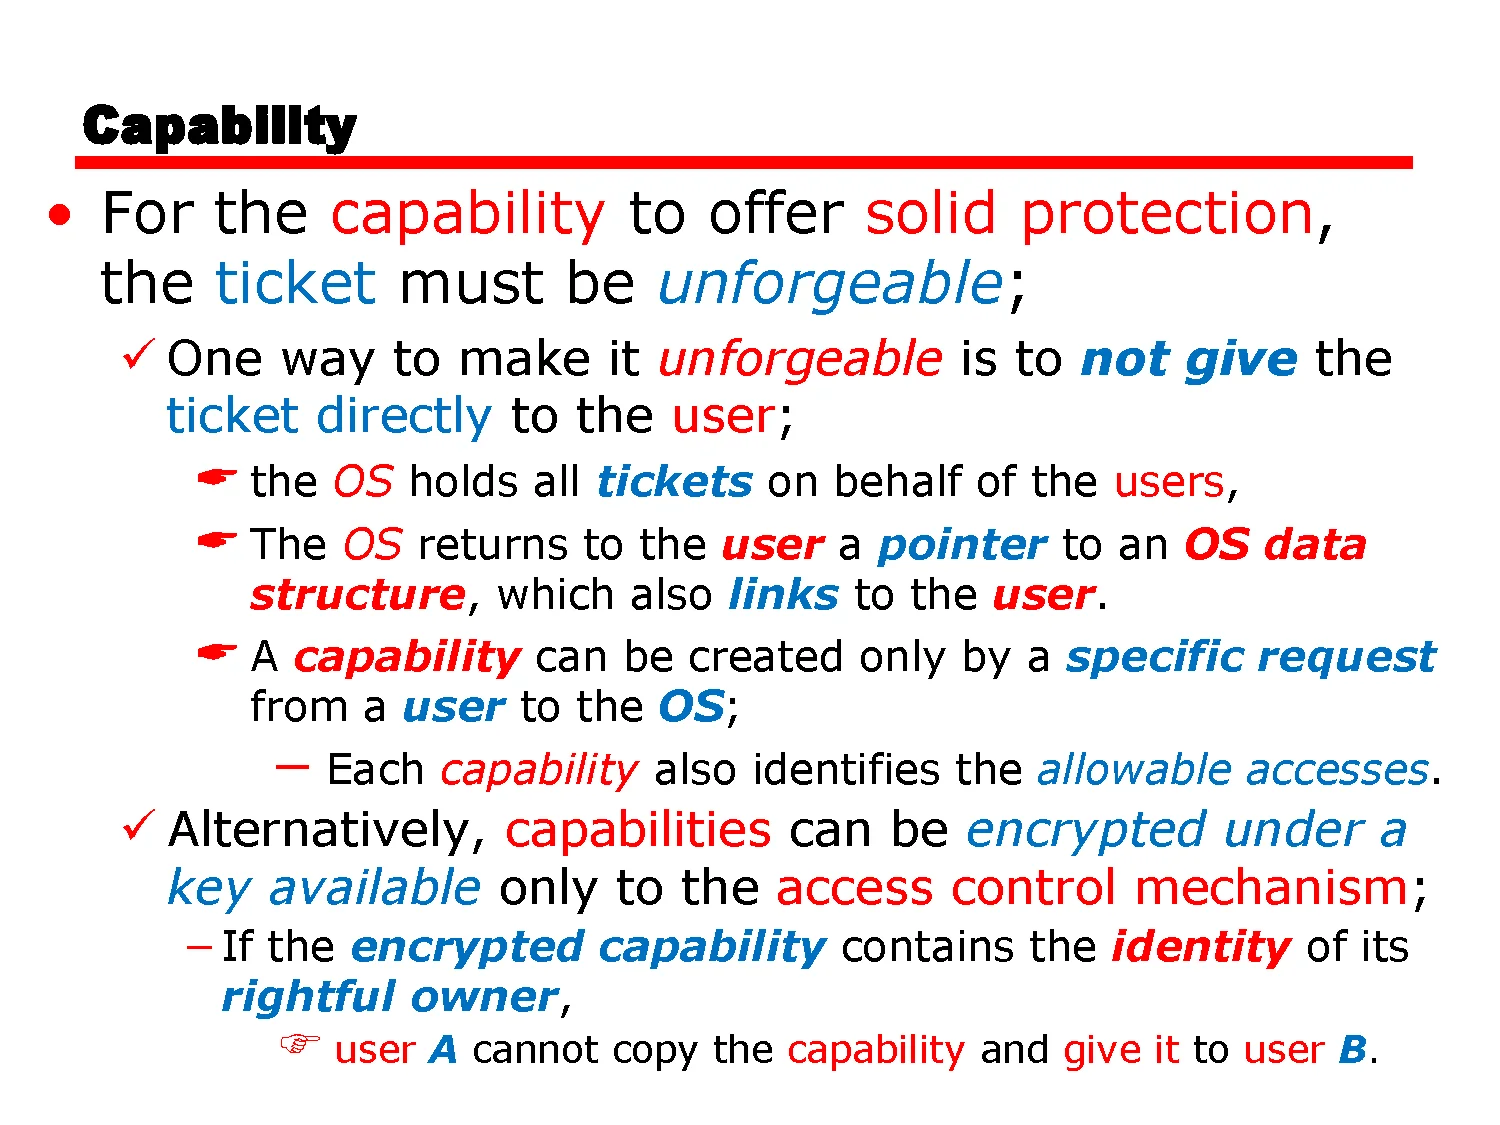 Capability
• For the capability to offer solid protection,
the ticket must be unforgeable;
✓ One way to make it unforgeable is to not give the
ticket directly to the user;
the OS holds all tickets on behalf of the users,
The OS returns to the user a pointer to an OS data
structure, which also links to the user.
A capability can be created only by a specific request
from a user to the OS;
– Each capability also identifies the allowable accesses.
✓ Alternatively, capabilities can be encrypted under a
key available only to the access control mechanism;
– If the encrypted capability contains the identity of its
rightful owner,
☞ user A cannot copy the capability and give it to user B.